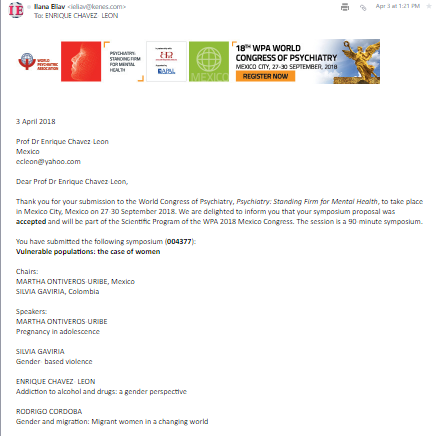 IE
Ilana Eliav <ieliav@kenes.com>
To: ENRIQUE CHAVEZ LEON
Apr 3 at 1:21 PM
WORLD
PSYCHIATRIC
ASSOCIATION
PSYCHIATRY:
STANDING FIRM
FOR MENTAL
HEALTH
APAL
MEXICO
18TH WPA WORLD
CONGRESS OF PSYCHIATRY
MEXICO CITY, 27-30 SEPTEMBER, 2018
REGISTER NOW
3 April 2018
Prof Dr Enrique Chavez-Leon
Mexico
ecleon@yahoo.com
Dear Prof Dr Enrique Chavez-Leon,
Thank you for your submission to the World Congress of Psychiatry, Psychiatry: Standing Firm for Mental Health, to take place
in Mexico City, Mexico on 27-30 September 2018. We are delighted to inform you that your symposium proposal was
accepted and will be part of the Scientific Program of the WPA 2018 Mexico Congress. The session is a 90-minute symposium.
You have submitted the following symposium (004377):
Vulnerable populations: the case of women
Chairs:
MARTHA ONTIVEROS-URIBE, Mexico
SILVIA GAVIRIA, Colombia
Speakers:
MARTHA ONTIVEROS-URIBE
Pregnancy in adolescence
SILVIA GAVIRIA
Gender based violence
ENRIQUE CHAVEZ LEON
Addiction to alcohol and drugs: a gender perspective
RODRIGO CORDOBA
Gender and migration: Migrant women in a changing world